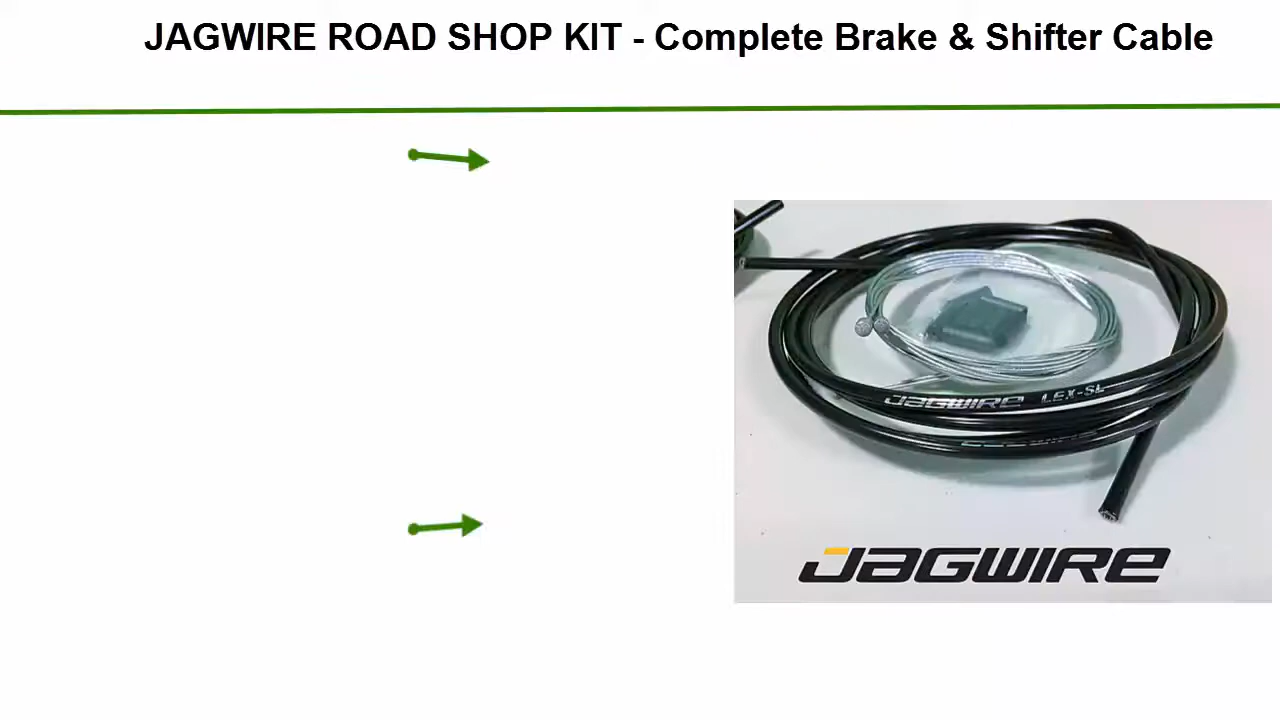 JAGWIRE ROAD SHOP KIT - Complete Brake & Shifter Cable
JAGWIRE LEX-SL
JAGWIRE